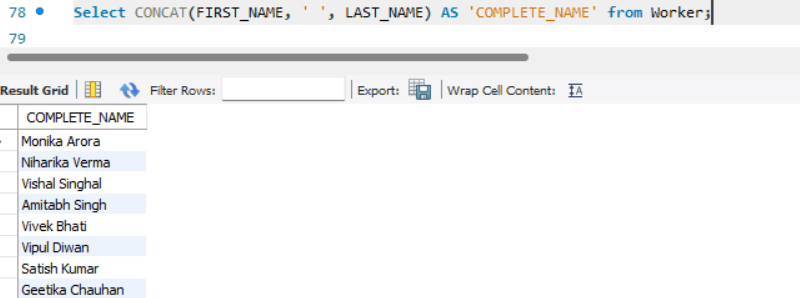 78 Select CONCAT(FIRST_NAME, ' ', LAST_NAME) AS 'COMPLETE_NAME' from Worker;
79
Result Grid Filter Rows: Export: Wrap Cell Content: IA
COMPLETE_NAME
Monika Arora
Niharika Verma
Vishal Singhal
Amitabh Singh
Vivek Bhati
Vipul Diwan
Satish Kumar
Geetika Chauhan